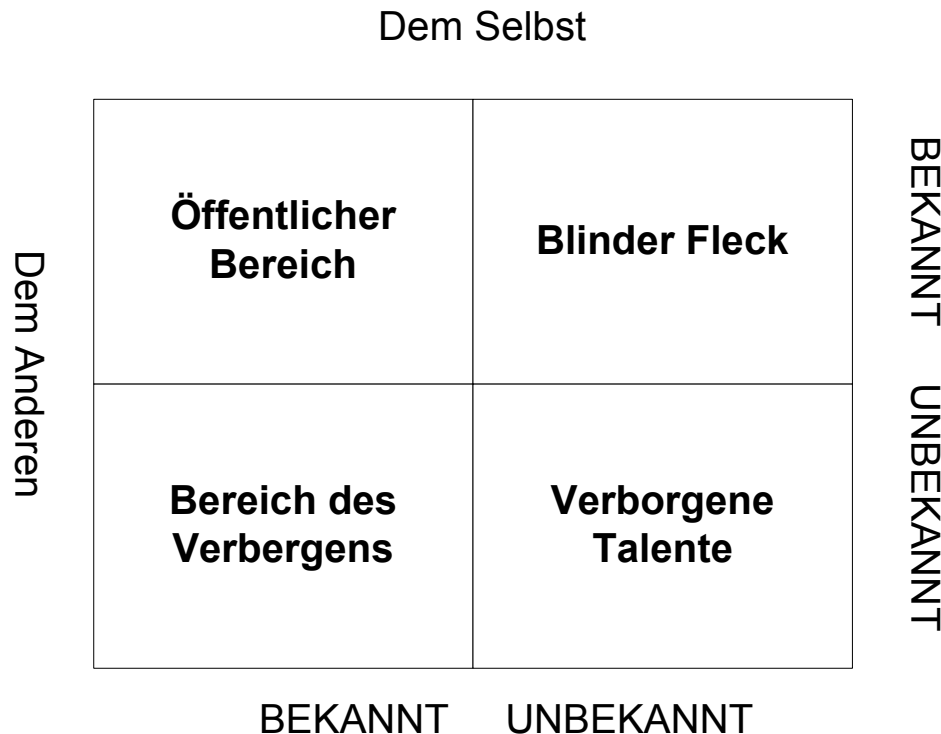 Dem Selbst
Öffentlicher
Bereich
Blinder Fleck
BEKANNT
Dem Anderen
Bereich des
Verbergens
Verborgene
Talente
UNBEKANNT
BEKANNT
UNBEKANNT